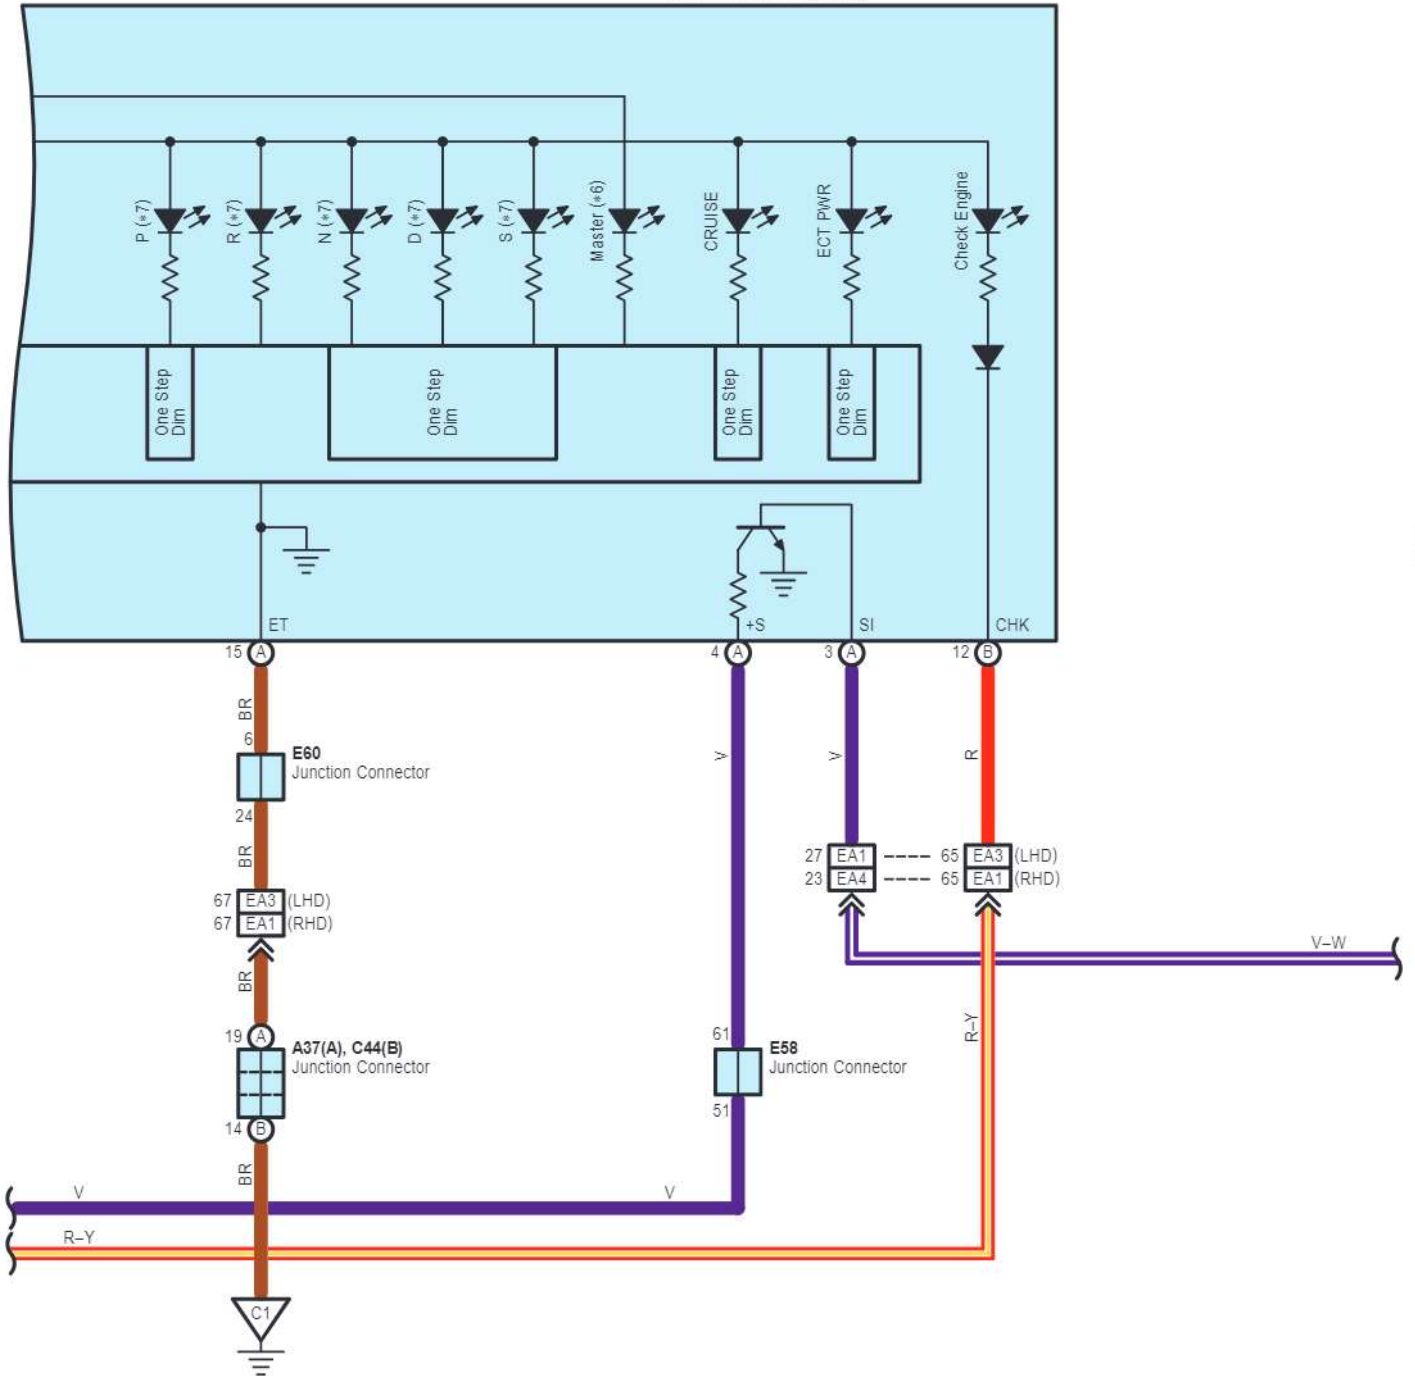 P (*7)
R (*7)
N (*7)
D (*7)
S (*7)
Master (*6)
CRUISE
ECT PWR
Check Engine
One Step
Dim
One Step
Dim
One Step
Dim
One Step
Dim
ET
+S
SI
CHK
15 A
4 A
3 A
12 B
BR
V
V
R
6
E60
Junction Connector
24
BR
27 EA1 65 EA3 (LHD)
23 EA4 65 EA1 (RHD)
67 EA3 (LHD)
67 EA1 (RHD)
V–W
BR
R–Y
19 A
A37(A), C44(B)
Junction Connector
14 B
61
E58
Junction Connector
51
BR
V
V
R–Y
C1